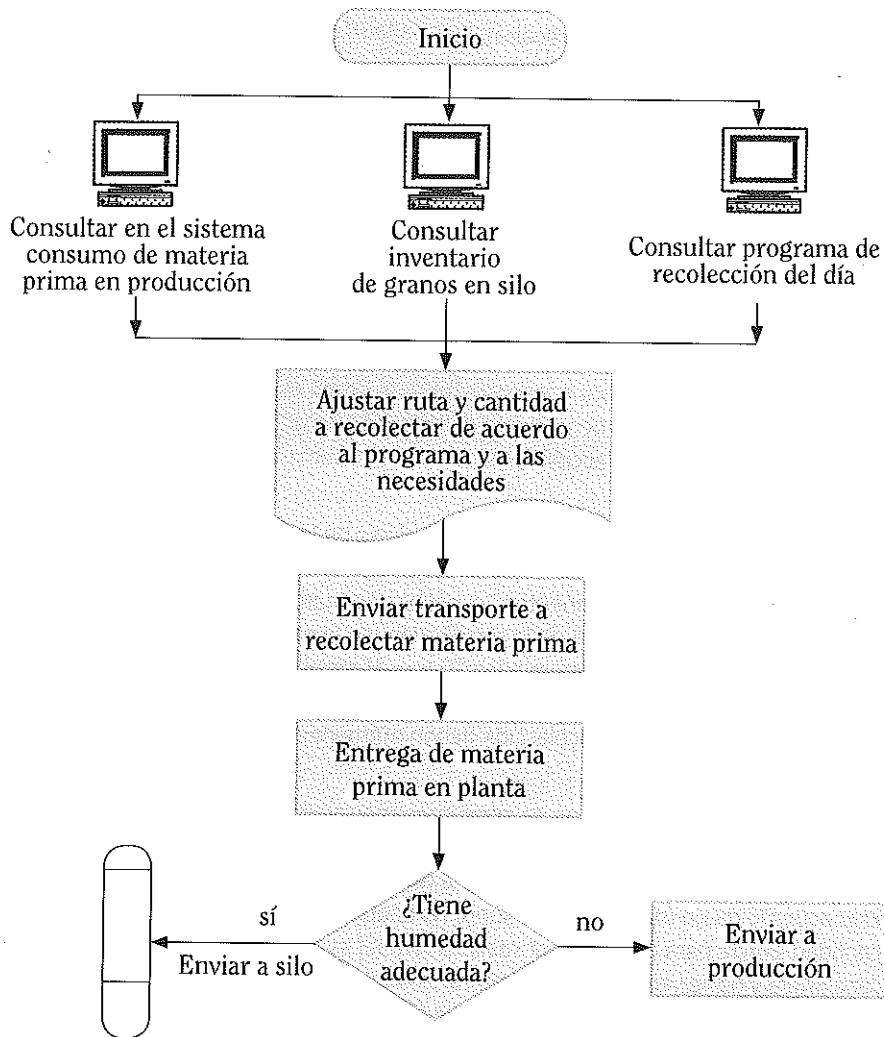 Inicio
Consultar en el sistema
consumo de materia
prima en producción
Consultar
inventario
de granos en silo
Consultar programa de
recolección del día
Ajustar ruta y cantidad
a recolectar de acuerdo
al programa y a las
necesidades
Enviar transporte a
recolectar materia prima
Entrega de materia
prima en planta
¿Tiene
humedad
adecuada?
sí
Enviar a silo
no
Enviar a
producción